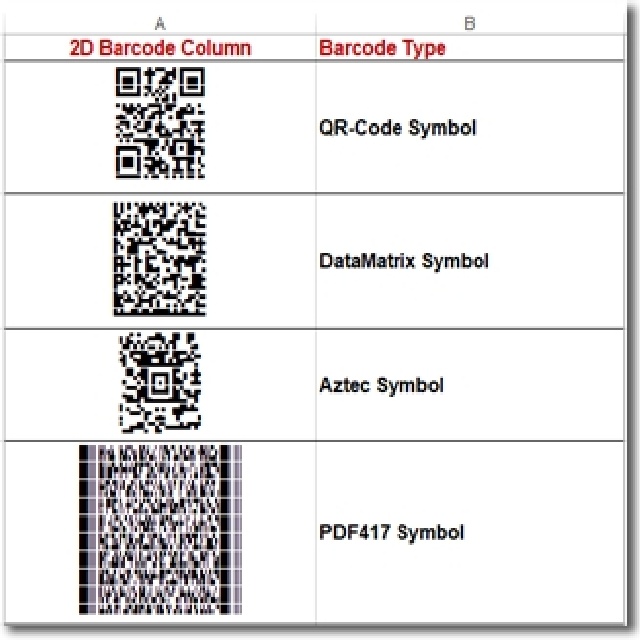 A B
2D Barcode Column Barcode Type
QR-Code Symbol
DataMatrix Symbol
Aztec Symbol
PDF417 Symbol